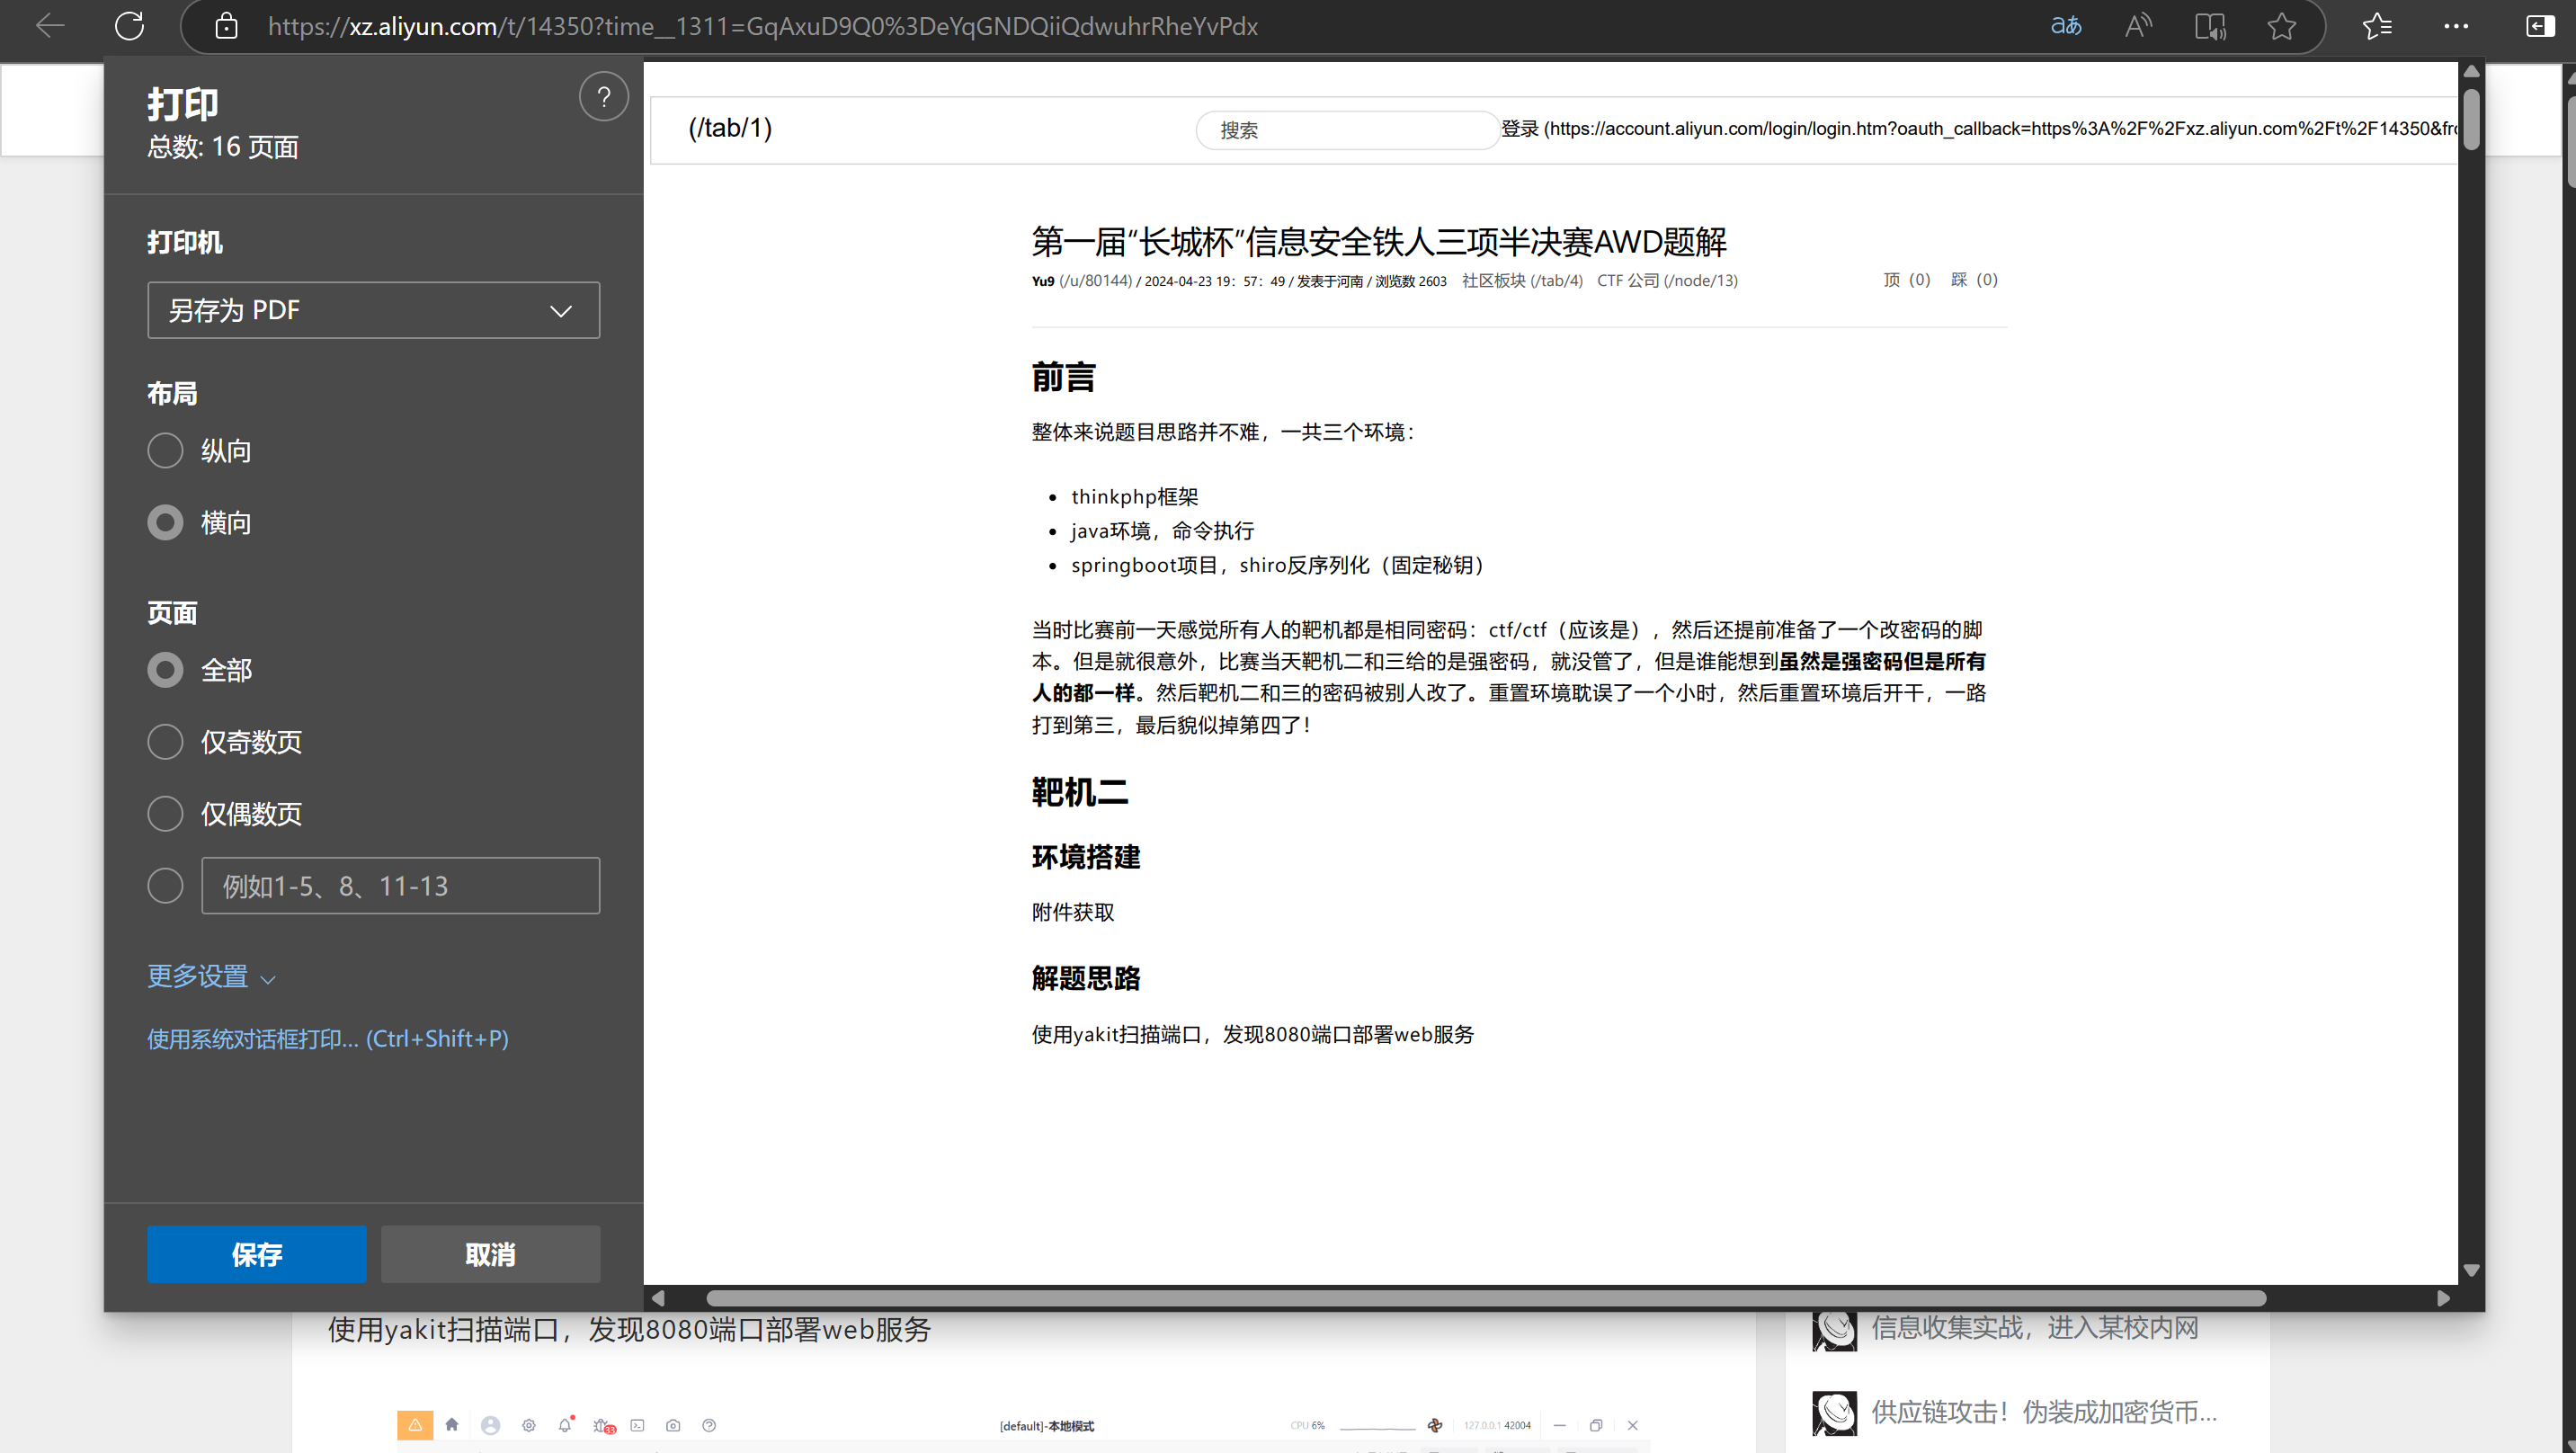 https://xz.aliyun.com/t/14350?time__1311=GqAxuD9Q0%3DeYqGNDQiiQdwuhrRheYvPdx
aあ
打印
?
总数: 16 页面
打印机
另存为 PDF
布局
纵向
横向
页面
全部
仅奇数页
仅偶数页
例如1-5、8、11-13
更多设置
使用系统对话框打印... (Ctrl+Shift+P)
保存
取消
(/tab/1)
搜索
登录 (https://account.aliyun.com/login/login.htm?oauth_callback=https%3A%2F%2Fxz.aliyun.com%2Ft%2F14350&fro
第一届“长城杯”信息安全铁人三项半决赛AWD题解
Yu9 (/u/80144) / 2024-04-23 19：57：49 / 发表于河南 / 浏览数 2603 社区板块 (/tab/4) CTF 公司 (/node/13) 顶（0） 踩（0）
前言
整体来说题目思路并不难，一共三个环境：
• thinkphp框架
• java环境，命令执行
• springboot项目，shiro反序列化（固定秘钥）
当时比赛前一天感觉所有人的靶机都是相同密码：ctf/ctf（应该是），然后还提前准备了一个改密码的脚
本。但是就很意外，比赛当天靶机二和三给的是强密码，就没管了，但是谁能想到虽然是强密码但是所有
人的都一样。然后靶机二和三的密码被别人改了。重置环境耽误了一个小时，然后重置环境后开干，一路
打到第三，最后貌似掉第四了！
靶机二
环境搭建
附件获取
解题思路
使用yakit扫描端口，发现8080端口部署web服务
使用yakit扫描端口，发现8080端口部署web服务
信息收集实战，进入某校内网
供应链攻击！伪装成加密货币...
33
[default]-本地模式
CPU 6%
127.0.0.1 42004